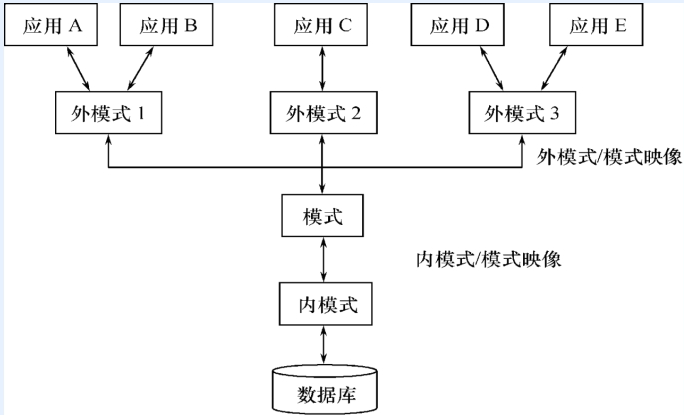 应用 A
应用 B
应用 C
应用 D
应用 E
外模式 1
外模式 2
外模式 3
外模式/模式映像
模式
内模式/模式映像
内模式
数据库